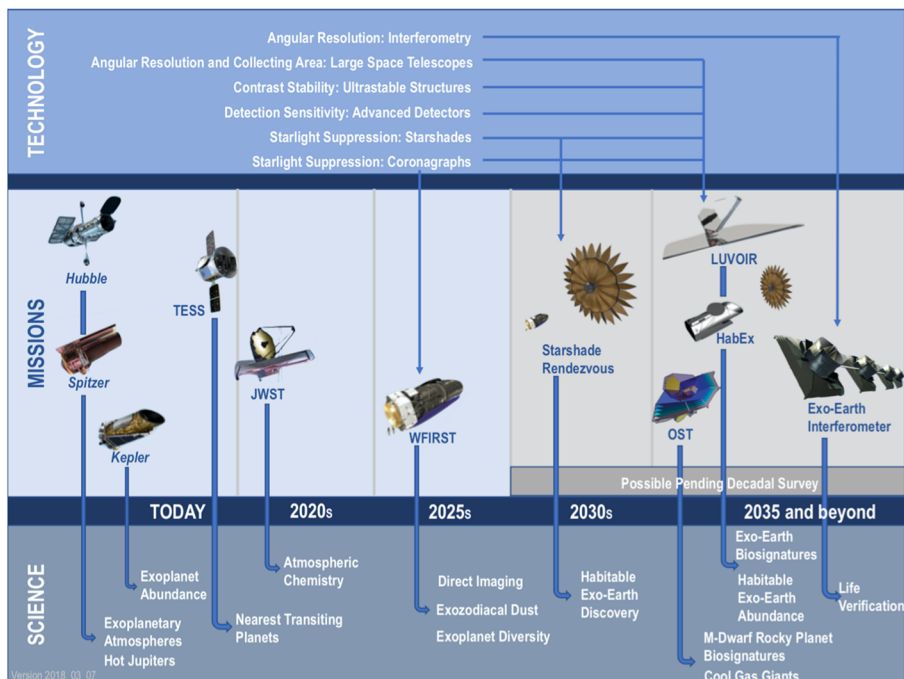 TECHNOLOGY
Angular Resolution: Interferometry
Angular Resolution and Collecting Area: Large Space Telescopes
Contrast Stability: Ultrastable Structures
Detection Sensitivity: Advanced Detectors
Starlight Suppression: Starshades
Starlight Suppression: Coronagraphs
MISSIONS
Hubble
Spitzer
Kepler
TESS
JWST
WFIRST
Starshade
Rendezvous
LUVOIR
HabEx
OST
Exo-Earth
Interferometer
Possible Pending Decadal Survey
TODAY
2020s
2025s
2030s
2035 and beyond
SCIENCE
Exoplanet
Abundance
Exoplanetary
Atmospheres
Hot Jupiters
Nearest Transiting
Planets
Atmospheric
Chemistry
Direct Imaging
Exozodiacal Dust
Exoplanet Diversity
Habitable
Exo-Earth
Discovery
Exo-Earth
Biosignatures
Habitable
Exo-Earth
Abundance
M-Dwarf Rocky Planet
Biosignatures
Cool Gas Giants
Life
Verification
Version 2018_03_07